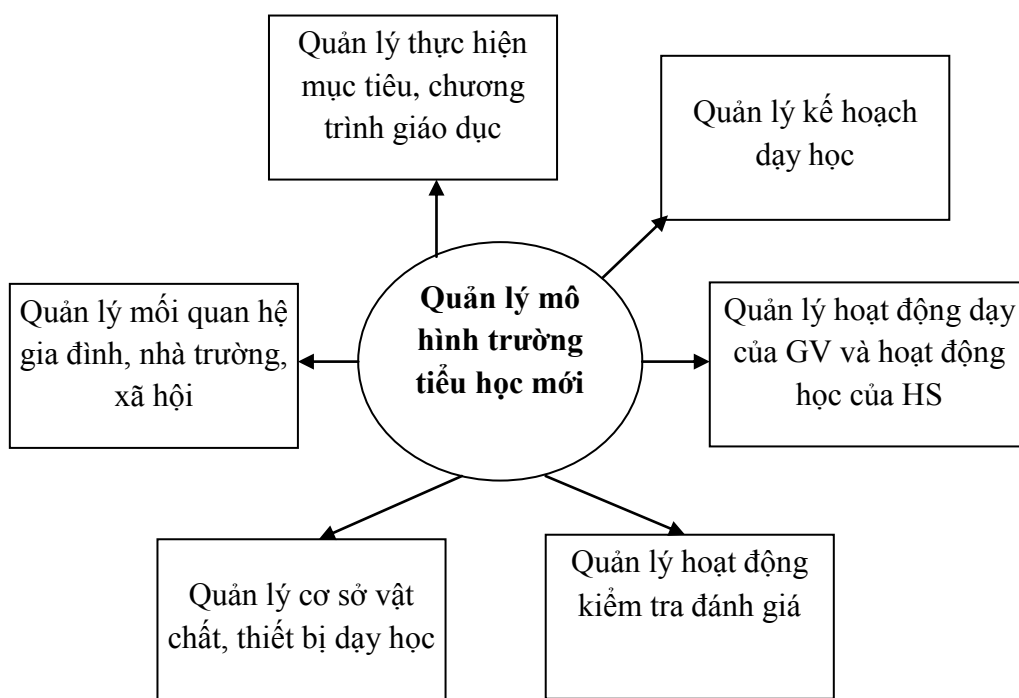 Quản lý thực hiện
mục tiêu, chương
trình giáo dục
Quản lý kế hoạch
dạy học
Quản lý mối quan hệ
gia đình, nhà trường,
xã hội
Quản lý mô
hình trường
tiểu học mới
Quản lý hoạt động dạy
của GV và hoạt động
học của HS
Quản lý cơ sở vật
chất, thiết bị dạy học
Quản lý hoạt động
kiểm tra đánh giá